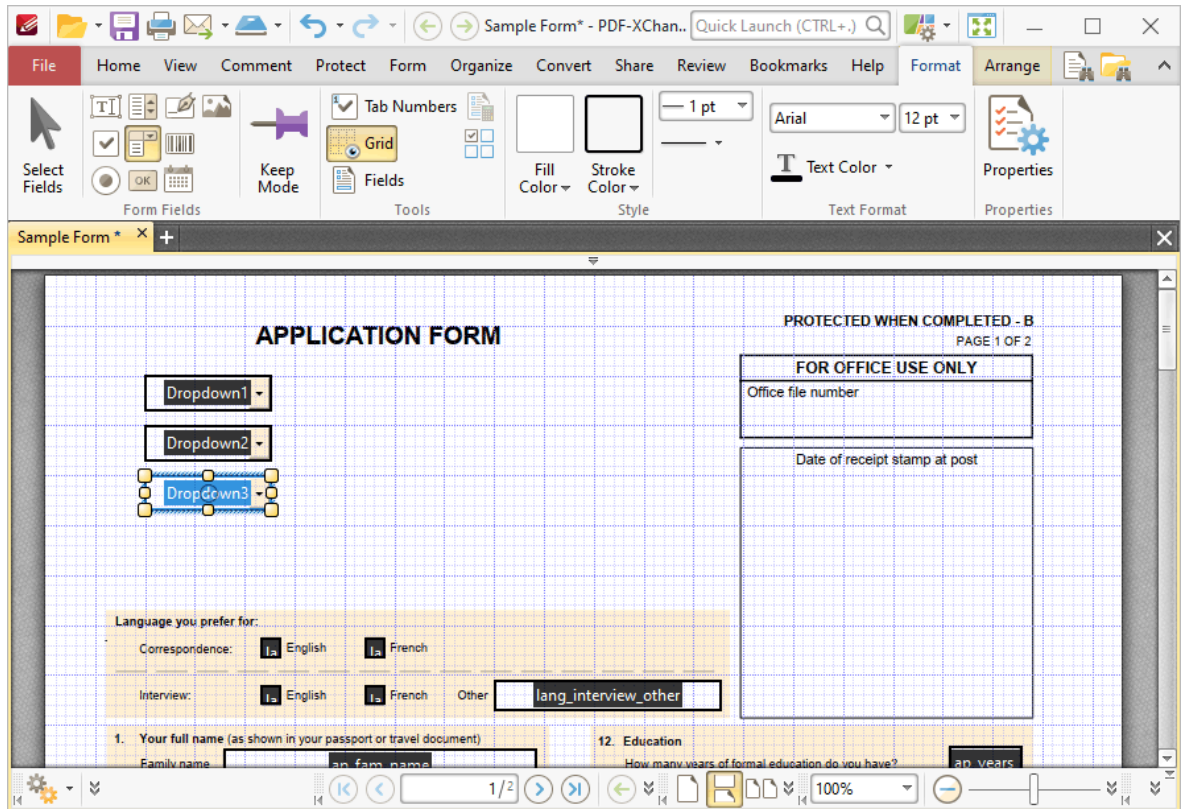 Sample Form* - PDF-XChan..
Quick Launch (CTRL+.)
File Home View Comment Protect Form Organize Convert Share Review Bookmarks Help Format Arrange
Select Fields
OK
Form Fields
Keep Mode
Tab Numbers
Grid
Fields
Tools
Fill Color
Stroke Color
1 pt
Style
Arial
12 pt
Text Color
Text Format
Properties
Properties
Sample Form *
APPLICATION FORM
PROTECTED WHEN COMPLETED - B
PAGE 1 OF 2
FOR OFFICE USE ONLY
Office file number
Date of receipt stamp at post
Dropdown1
Dropdown2
Dropdown3
Language you prefer for:
Correspondence: la English la French
Interview: la English la French Other lang_interview_other
1. Your full name (as shown in your passport or travel document)
Family name ap_fam_name
12. Education
How many years of formal education do you have? ap_years
1/2
100%